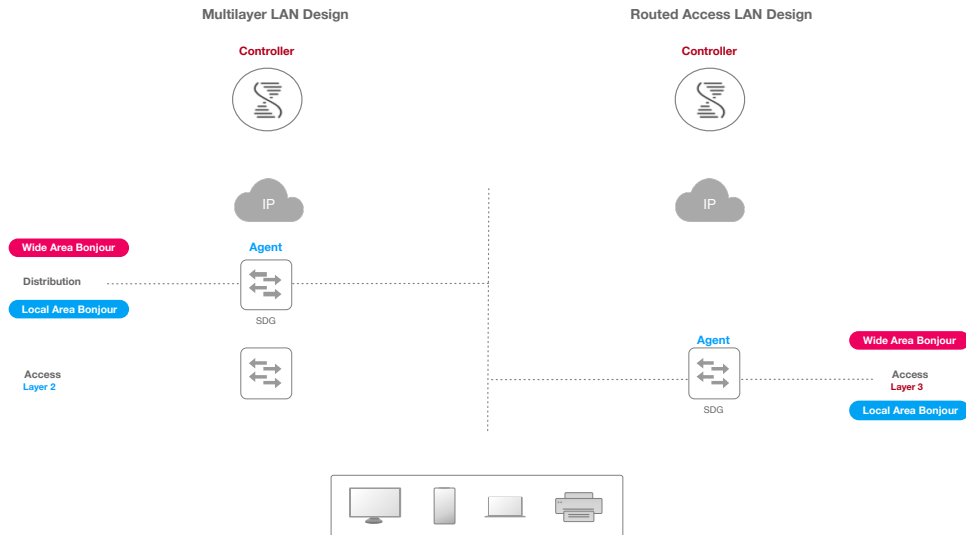 Multilayer LAN Design
Routed Access LAN Design
Controller
Controller
IP
IP
Wide Area Bonjour
Agent
Distribution
Local Area Bonjour
SDG
Agent
Wide Area Bonjour
Access
Layer 2
Access
Layer 3
SDG
Local Area Bonjour